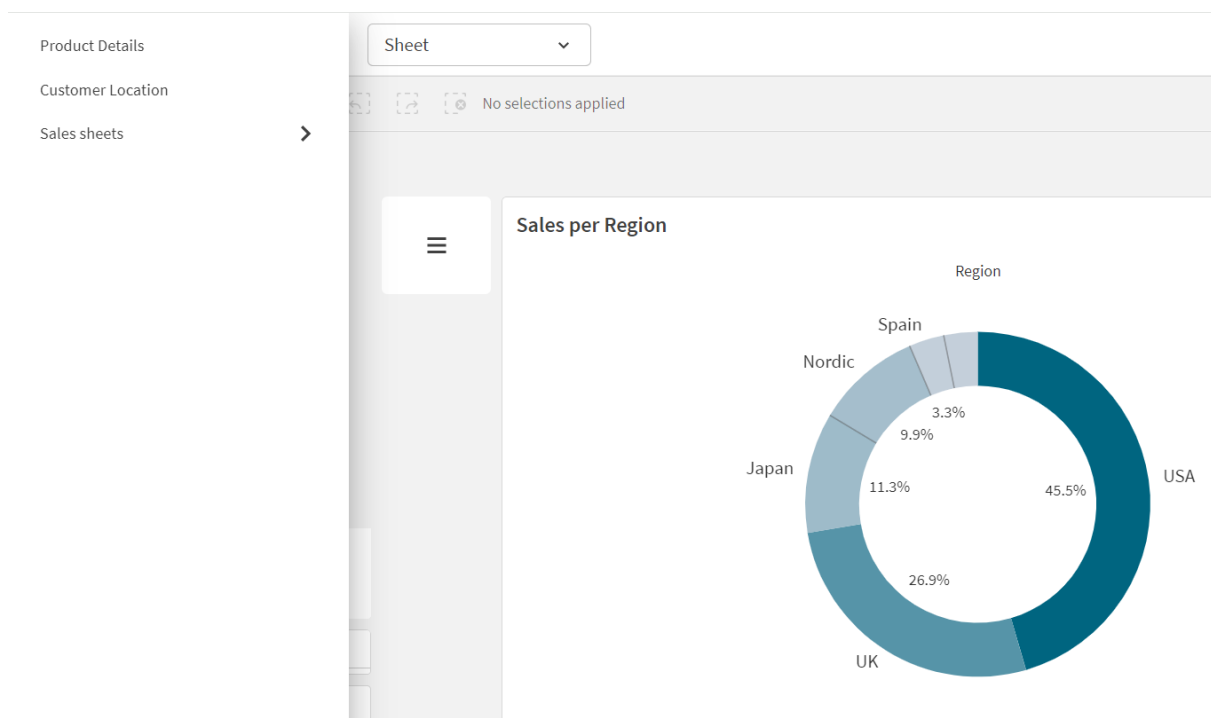 Product Details
Customer Location
Sales sheets
Sheet
No selections applied
Sales per Region
Region
Spain
Nordic
3.3%
9.9%
Japan
11.3%
45.5%
USA
26.9%
UK